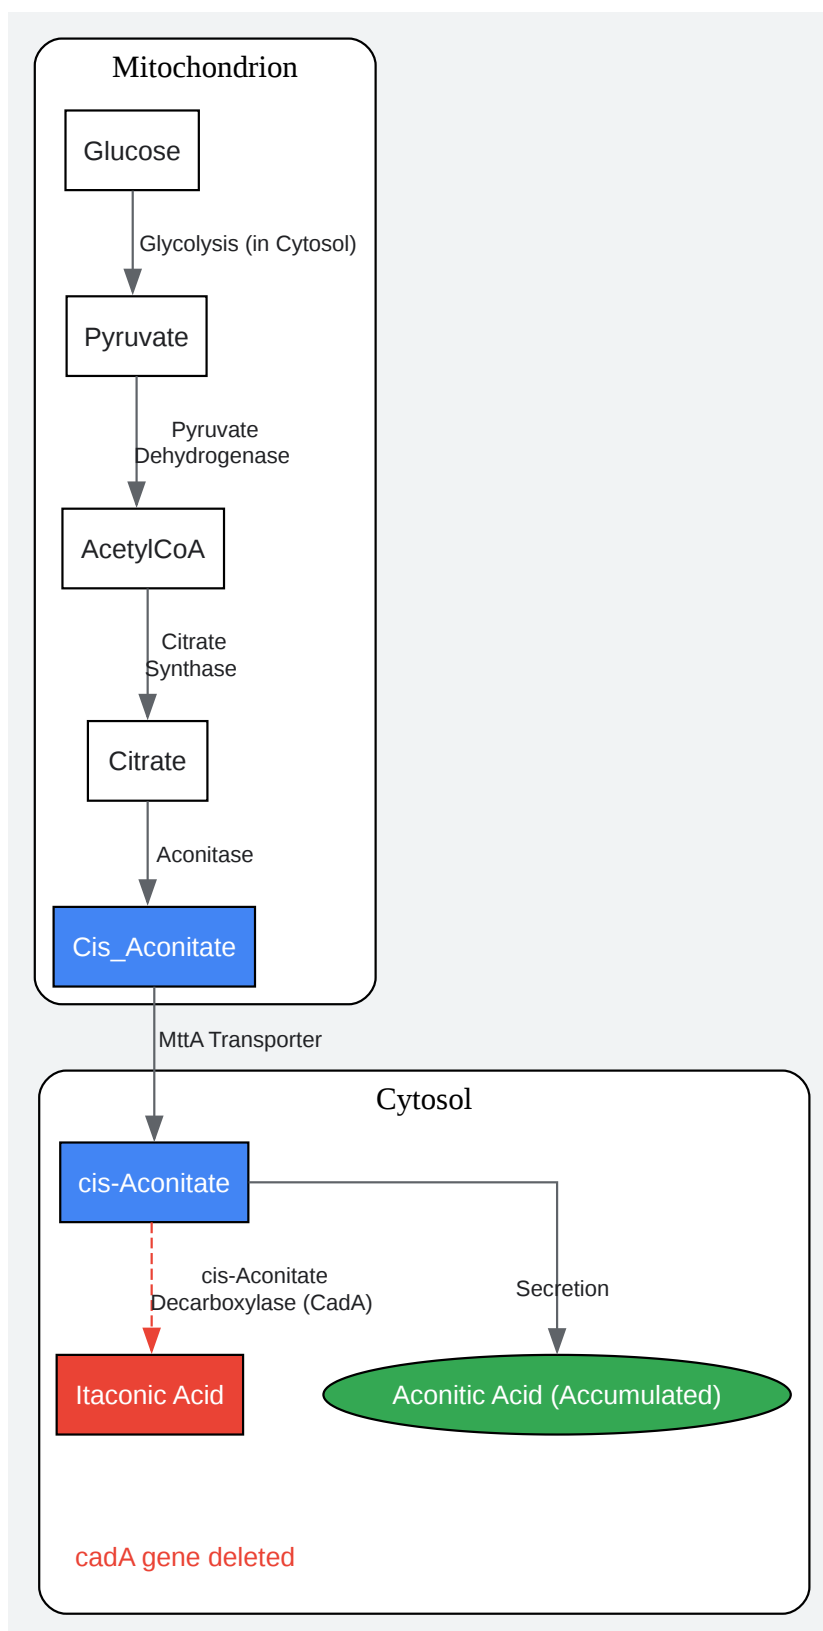 Mitochondrion
Glucose
Glycolysis (in Cytosol)
Pyruvate
Pyruvate
Dehydrogenase
AcetylCoA
Citrate
Synthase
Citrate
Aconitase
Cis_Aconitate
MttA Transporter
Cytosol
cis-Aconitate
cis-Aconitate
Decarboxylase (CadA)
Secretion
Itaconic Acid
Aconitic Acid (Accumulated)
cadA gene deleted